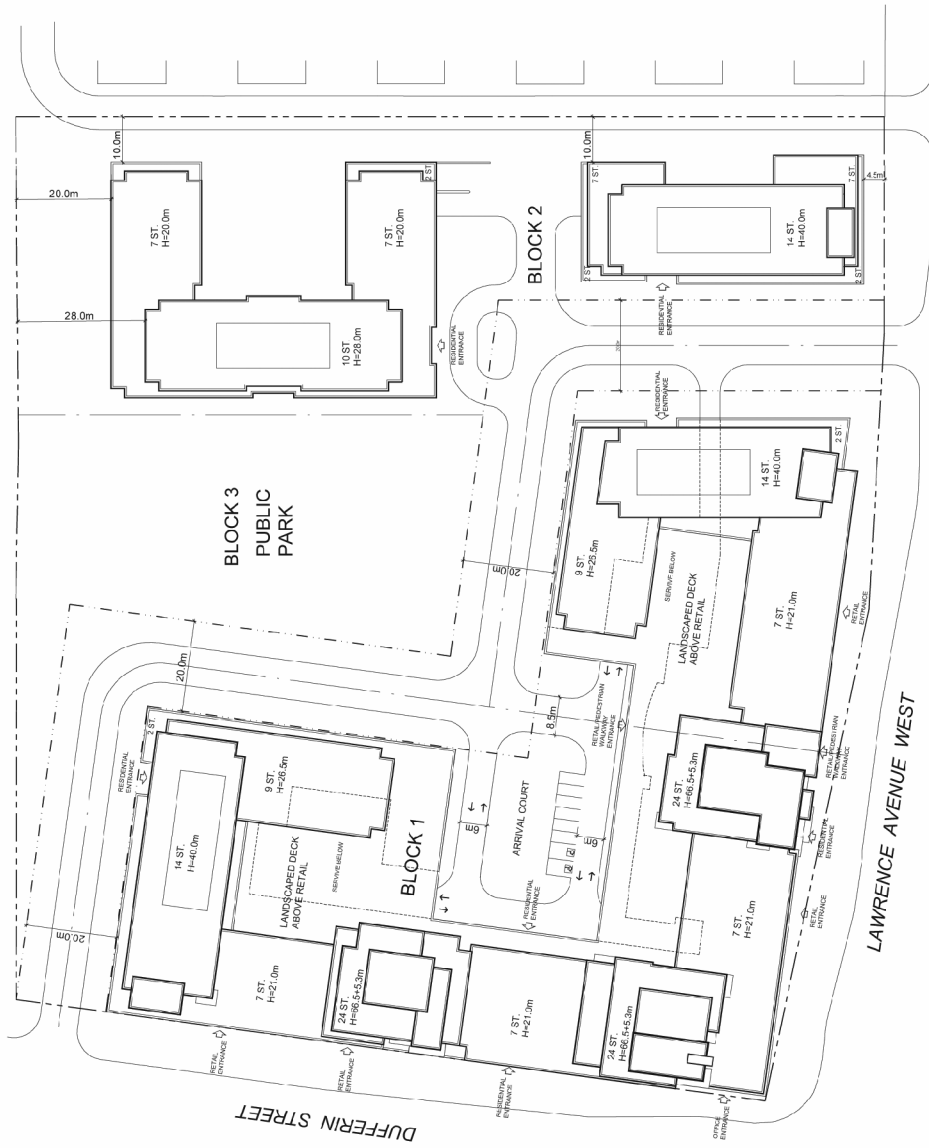 10.0m
10.0m
20.0m
28.0m
7 ST.
H=20.0m
7 ST.
H=20.0m
2 ST.
10 ST.
H=28.0m
RESIDENTIAL
ENTRANCE
BLOCK 2
7 ST.
7 ST.
4.5m
14 ST.
H=40.0m
2 ST.
2 ST.
RESIDENTIAL
ENTRANCE
BLOCK 3
PUBLIC
PARK
20.0m
20.0m
RESIDENTIAL
ENTRANCE
2 ST.
14 ST.
H=40.0m
9 ST.
H=26.5m
SERVIVE BELOW
LANDSCAPED DECK
ABOVE RETAIL
7 ST.
H=21.0m
RETAIL
ENTRANCE
2 ST.
RESIDENTIAL
ENTRANCE
14 ST.
H=40.0m
9 ST.
H=26.5m
LANDSCAPED DECK
ABOVE RETAIL
SERVIVE BELOW
BLOCK 1
6m
ARRIVAL COURT
8.5m
6m
RETAIL/PEDESTRIAN
WALKWAY
ENTRANCE
24 ST.
H=66.5+5.3m
RETAIL/PEDESTRIAN
WALKWAY
ENTRANCE
RESIDENTIAL
ENTRANCE
LAWRENCE AVENUE WEST
20.0m
7 ST.
H=21.0m
24 ST.
H=66.5+5.3m
RESIDENTIAL
ENTRANCE
7 ST.
H=21.0m
24 ST.
H=66.5+5.3m
7 ST.
H=21.0m
RETAIL
ENTRANCE
RETAIL
ENTRANCE
RETAIL
ENTRANCE
RESIDENTIAL
ENTRANCE
OFFICE
ENTRANCE
DUFFERIN STREET